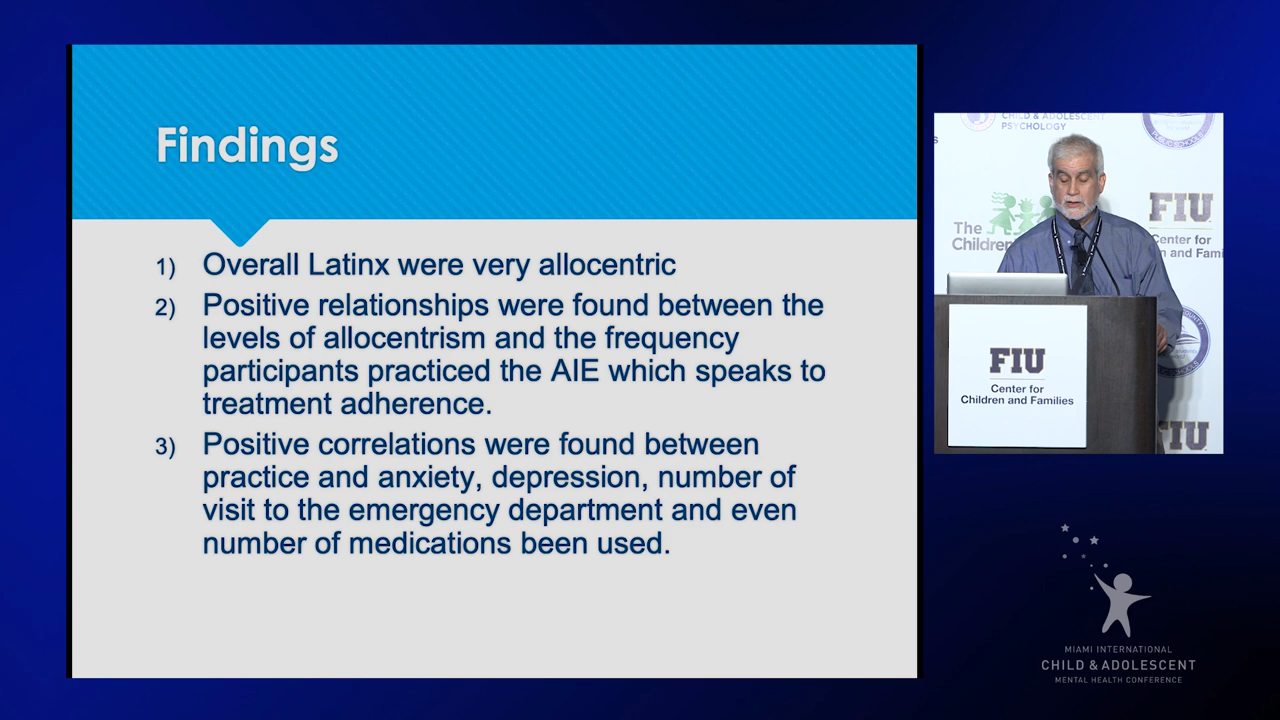 Findings
1) Overall Latinx were very allocentric
2) Positive relationships were found between the
levels of allocentrism and the frequency
participants practiced the AIE which speaks to
treatment adherence.
3) Positive correlations were found between
practice and anxiety, depression, number of
visit to the emergency department and even
number of medications been used.
CHILD & ADOLESCENT
PSYCHOLOGY
PUBLIC SCHOOLS
The
Children
FIU
Center for
n and Fami
FIU
Center for
Children and Families
FIU
MIAMI INTERNATIONAL
CHILD & ADOLESCENT
MENTAL HEALTH CONFERENCE